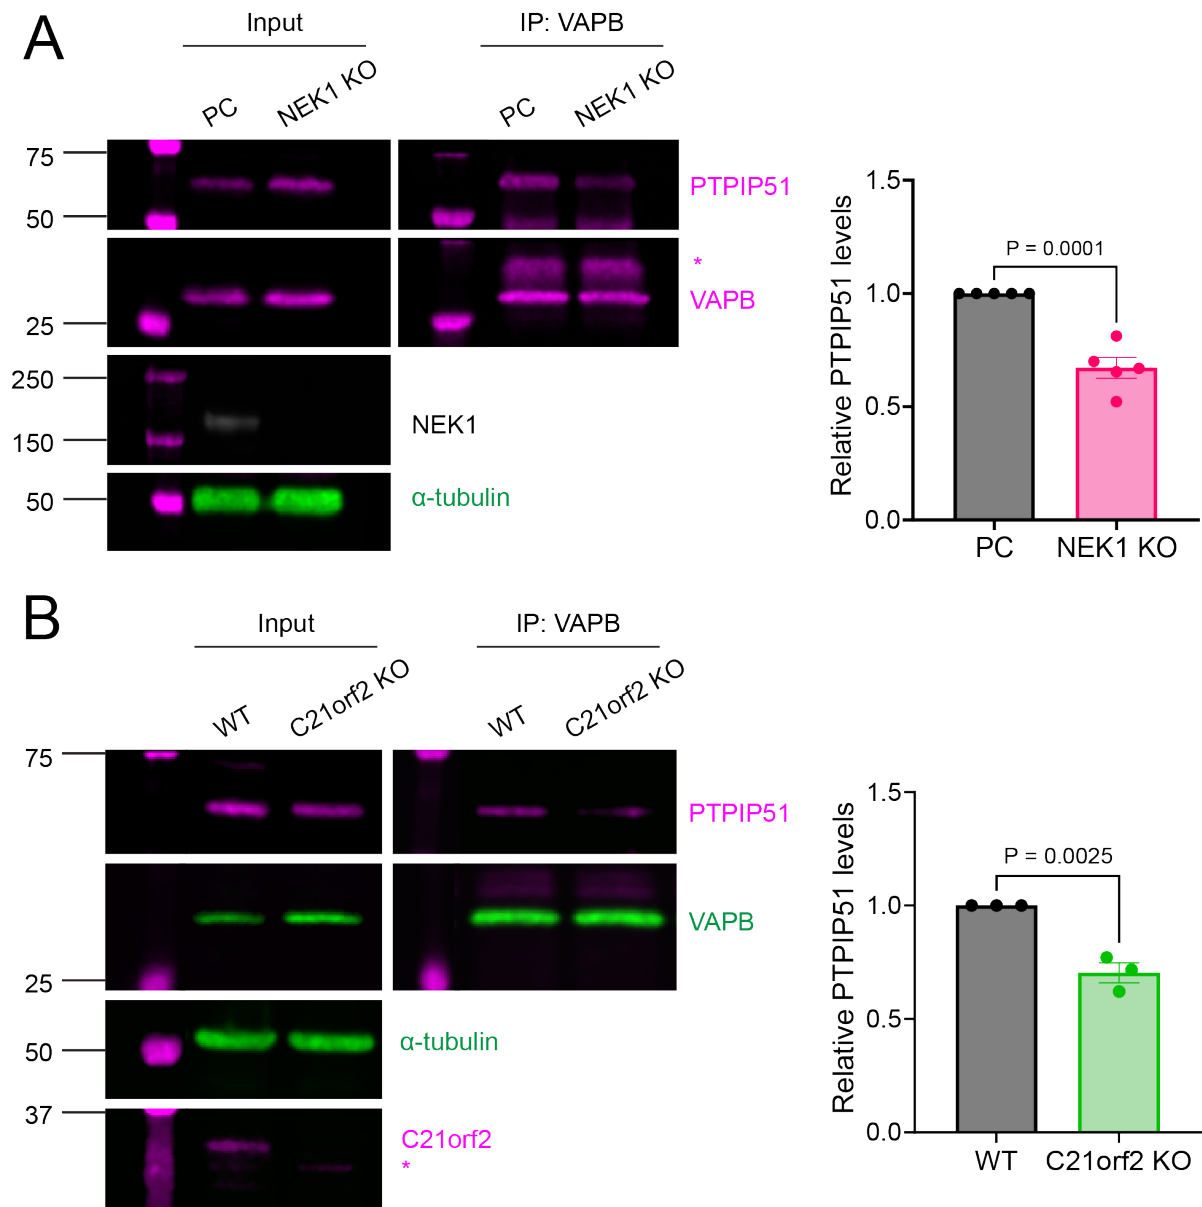 A
Input
IP: VAPB
PC
NEK1 KO
PC
NEK1 KO
75
50
PTPIP51
25
*
VAPB
250
150
NEK1
50
α-tubulin
Relative PTPIP51 levels
1.5
1.0
0.5
0.0
P = 0.0001
PC
NEK1 KO
B
Input
IP: VAPB
WT
C21orf2 KO
WT
C21orf2 KO
75
PTPIP51
25
VAPB
50
α-tubulin
37
C21orf2
*
Relative PTPIP51 levels
1.5
1.0
0.5
0.0
P = 0.0025
WT
C21orf2 KO